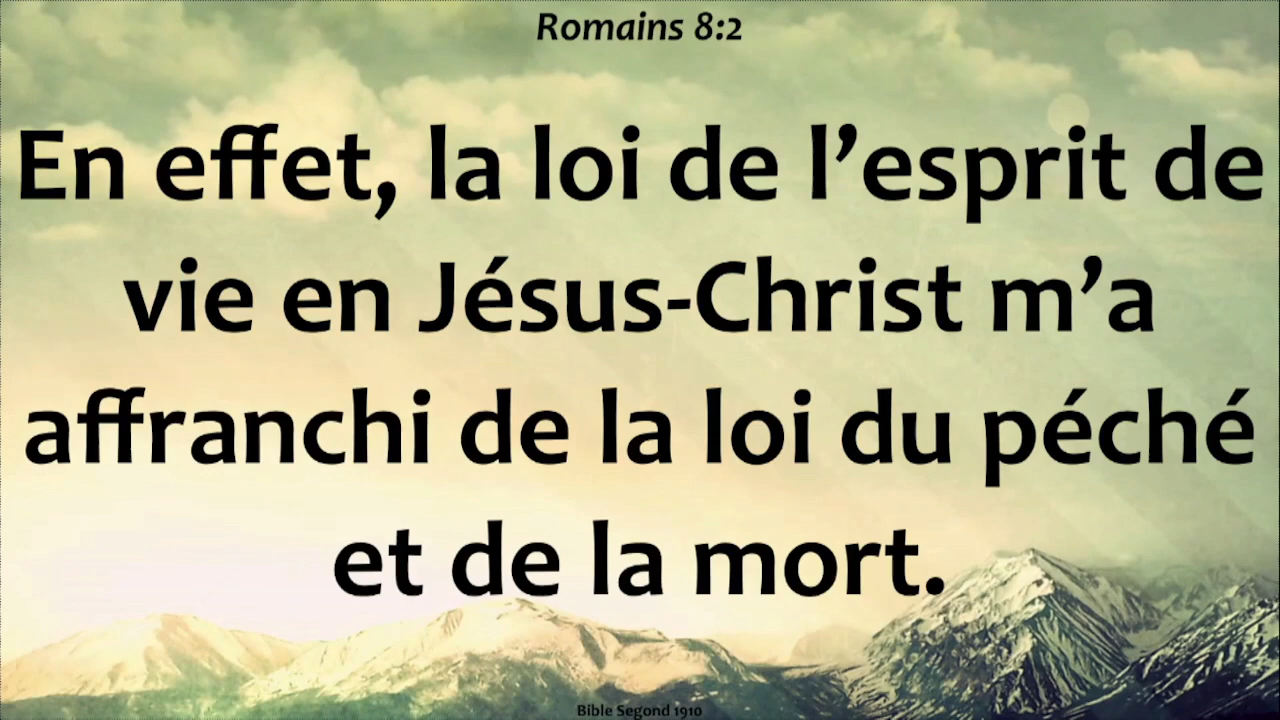 Romains 8:2
En effet, la loi de l’esprit de
vie en Jésus-Christ m’a
affranchi de la loi du péché
et de la mort.
Bible Segond 1910